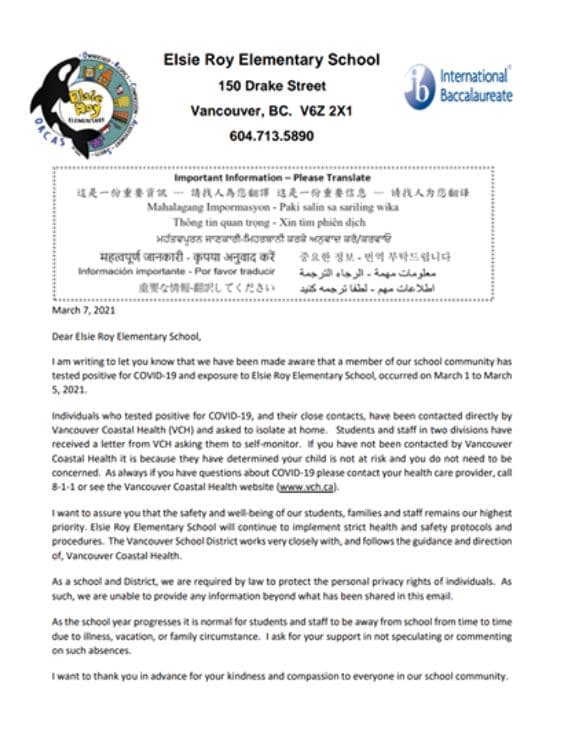 Elsie Roy Elementary School
150 Drake Street
Vancouver, BC. V6Z 2X1
604.713.5890
Elsie
Roy
ELEMENTARY
ORCAS
International
Baccalaureate
Important Information – Please Translate
這是一份重要資訊 — 請找人為您翻譯 这是一份重要信息 — 请找人为您翻译
Mahalagang Impormasyon - Paki salin sa sariling wika
Thông tin quan trọng - Xin tìm phiên dịch
ਮਹੱਤਵਪੂਰਨ ਜਾਣਕਾਰੀ-ਮਿਹਰਬਾਨੀ ਕਰਕੇ ਅਨੁਵਾਦ ਕਰੋ/ਕਰਵਾਓ
महत्वपूर्ण जानकारी - कृपया अनुवाद करें 중요한 정보 - 번역 부탁드립니다
Información importante - Por favor traducir معلومات مهمة - الرجاء الترجمة
重要な情報-翻訳してください اطلاعات مهم - لطفا ترجمه کنید
March 7, 2021
Dear Elsie Roy Elementary School,
I am writing to let you know that we have been made aware that a member of our school community has
tested positive for COVID-19 and exposure to Elsie Roy Elementary School, occurred on March 1 to March
5, 2021.
Individuals who tested positive for COVID-19, and their close contacts, have been contacted directly by
Vancouver Coastal Health (VCH) and asked to isolate at home. Students and staff in two divisions have
received a letter from VCH asking them to self-monitor. If you have not been contacted by Vancouver
Coastal Health it is because they have determined your child is not at risk and you do not need to be
concerned. As always if you have questions about COVID-19 please contact your health care provider, call
8-1-1 or see the Vancouver Coastal Health website (www.vch.ca).
I want to assure you that the safety and well-being of our students, families and staff remains our highest
priority. Elsie Roy Elementary School will continue to implement strict health and safety protocols and
procedures. The Vancouver School District works very closely with, and follows the guidance and direction
of, Vancouver Coastal Health.
As a school and District, we are required by law to protect the personal privacy rights of individuals. As
such, we are unable to provide any information beyond what has been shared in this email.
As the school year progresses it is normal for students and staff to be away from school from time to time
due to illness, vacation, or family circumstance. I ask for your support in not speculating or commenting
on such absences.
I want to thank you in advance for your kindness and compassion to everyone in our school community.